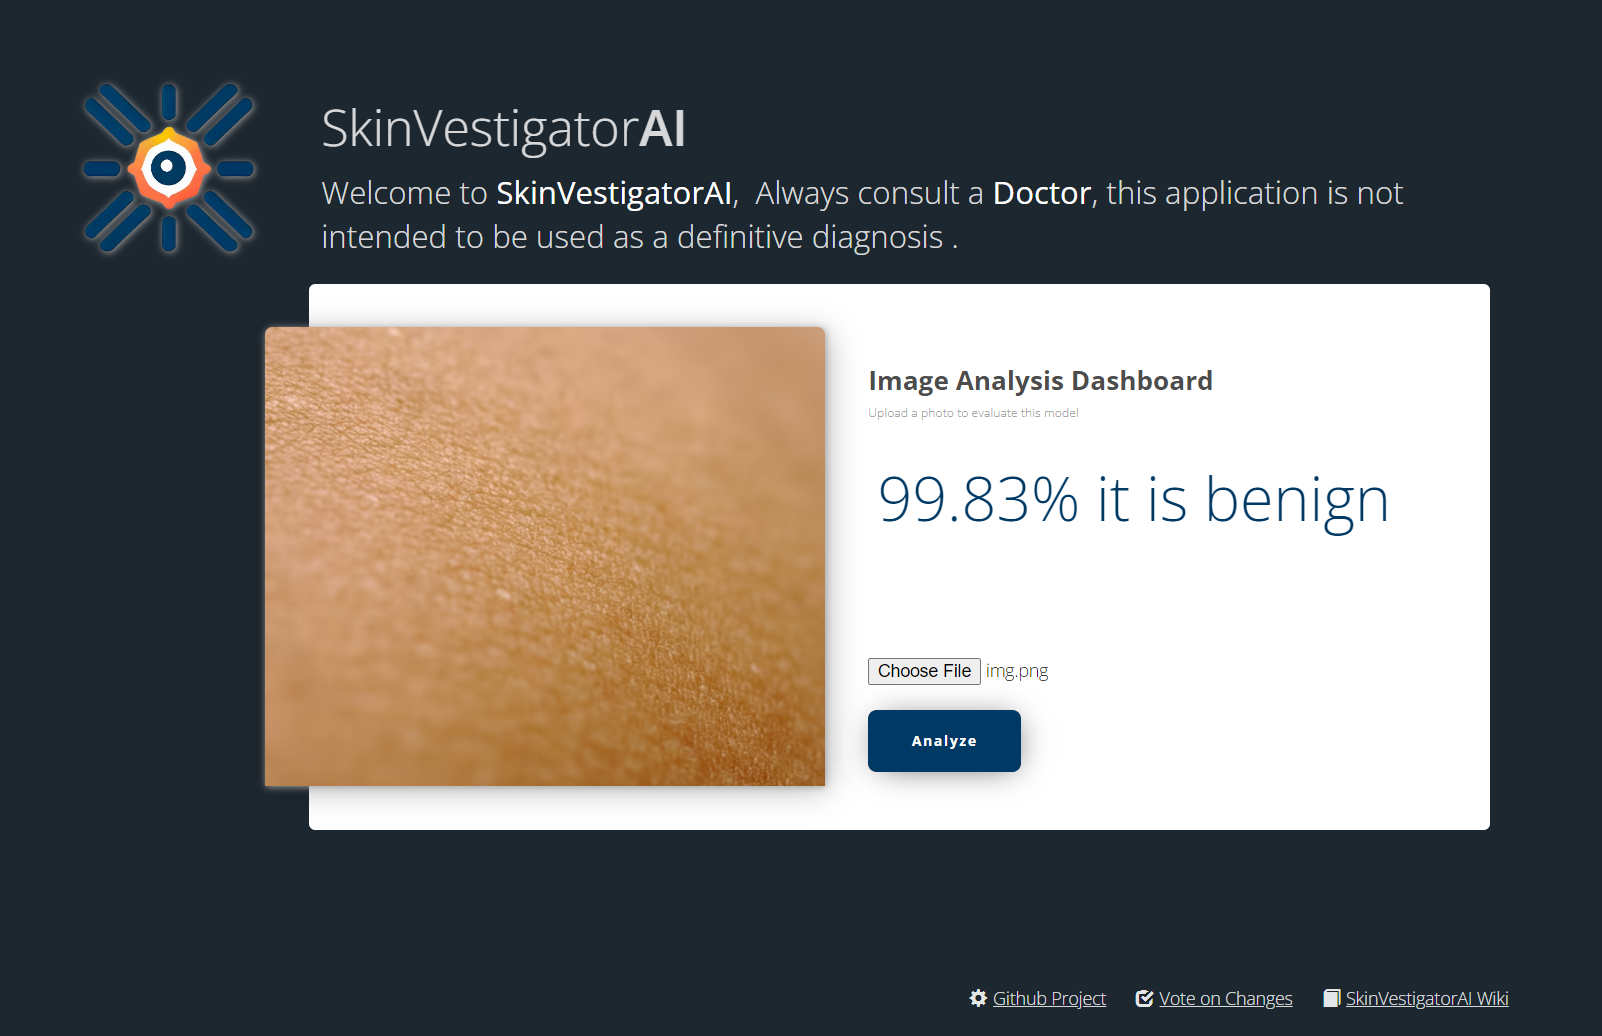 SkinVestigatorAI
Welcome to SkinVestigatorAI, Always consult a Doctor, this application is not
intended to be used as a definitive diagnosis .
Image Analysis Dashboard
Upload a photo to evaluate this model
99.83% it is benign
Choose File img.png
Analyze
Github Project Vote on Changes SkinVestigatorAI Wiki